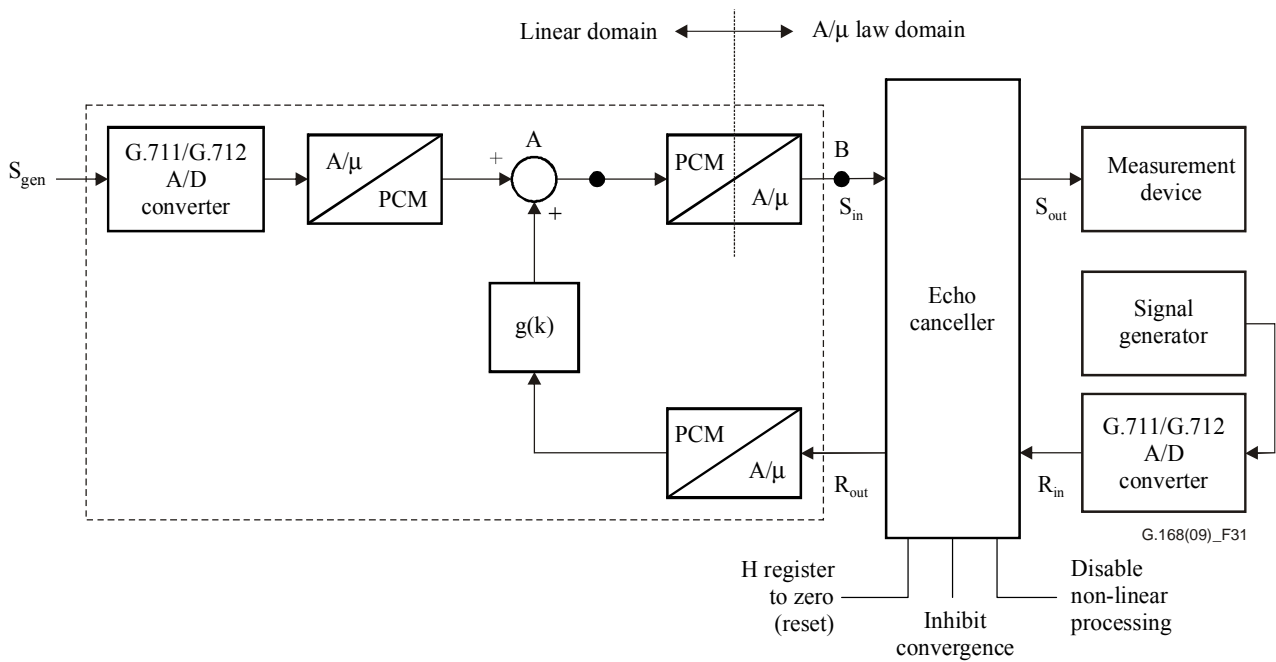 Linear domain
A/μ law domain
S_gen
G.711/G.712
A/D
converter
A/μ
PCM
A
+
+
PCM
A/μ
B
S_in
Echo
canceller
S_out
Measurement
device
g(k)
Signal
generator
PCM
A/μ
R_out
R_in
G.711/G.712
A/D
converter
G.168(09)_F31
H register
to zero
(reset)
Inhibit
convergence
Disable
non-linear
processing